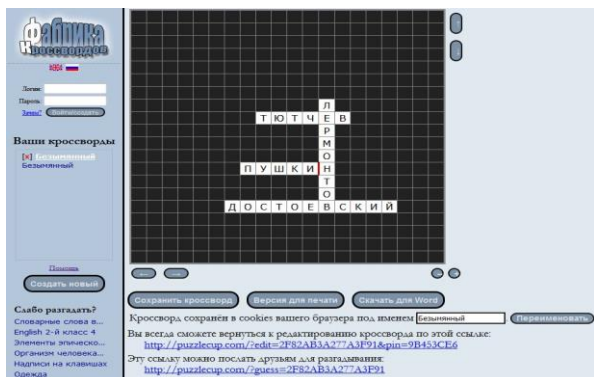 Фабрика
Кроссвордов
Логин:
Пароль:
Зачем? Войти/создать
Ваши кроссворды
[x] Безымянный
Безымянный
Помощь
Создать новый
Слабо разгадать?
Словарные слова в...
English 2-й класс 4
Элементы эпическо...
Организм человека...
Надписи на клавишах
Одежда
ЛЕРМОНТОВ
ТЮТЧЕВ
ПУШКИН
ДОСТОЕВСКИЙ
Сохранить кроссворд Версия для печати Скачать для Word
Кроссворд сохранён в cookies вашего браузера под именем Безымянный Переименовать
Вы всегда сможете вернуться к редактированию кроссворда по этой ссылке:
http://puzzlecup.com/?edit=2F82AB3A277A3F91&pin=9B453CE6
Эту ссылку можно послать друзьям для разгадывания:
http://puzzlecup.com/?guess=2F82AB3A277A3F91